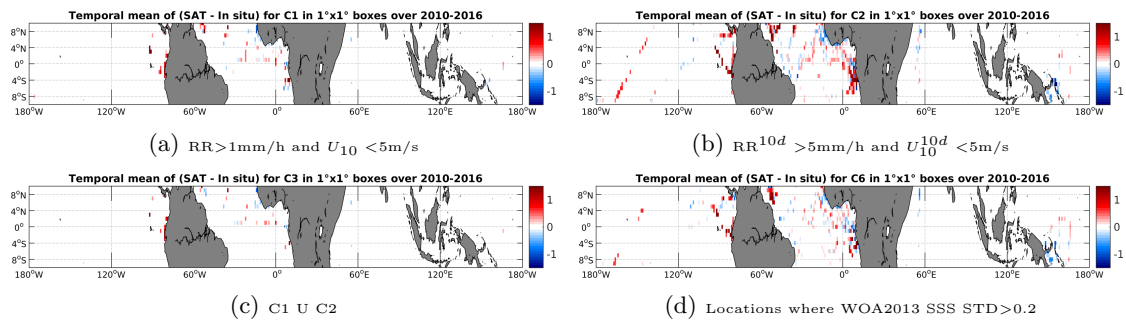 Temporal mean of (SAT - In situ) for C1 in 1°x1° boxes over 2010-2016
8°N
4°N
0°
4°S
8°S
180°W 120°W 60°W 0° 60°E 120°E 180°W
1
0
-1
(a) RR>1mm/h and U₁₀ <5m/s
Temporal mean of (SAT - In situ) for C2 in 1°x1° boxes over 2010-2016
8°N
4°N
0°
4°S
8°S
180°W 120°W 60°W 0° 60°E 120°E 180°W
1
0
-1
(b) RR¹⁰ᵈ >5mm/h and U₁₀¹⁰ᵈ <5m/s
Temporal mean of (SAT - In situ) for C3 in 1°x1° boxes over 2010-2016
8°N
4°N
0°
4°S
8°S
180°W 120°W 60°W 0° 60°E 120°E 180°W
1
0
-1
(c) C1 U C2
Temporal mean of (SAT - In situ) for C6 in 1°x1° boxes over 2010-2016
8°N
4°N
0°
4°S
8°S
180°W 120°W 60°W 0° 60°E 120°E 180°W
1
0
-1
(d) Locations where WOA2013 SSS STD>0.2